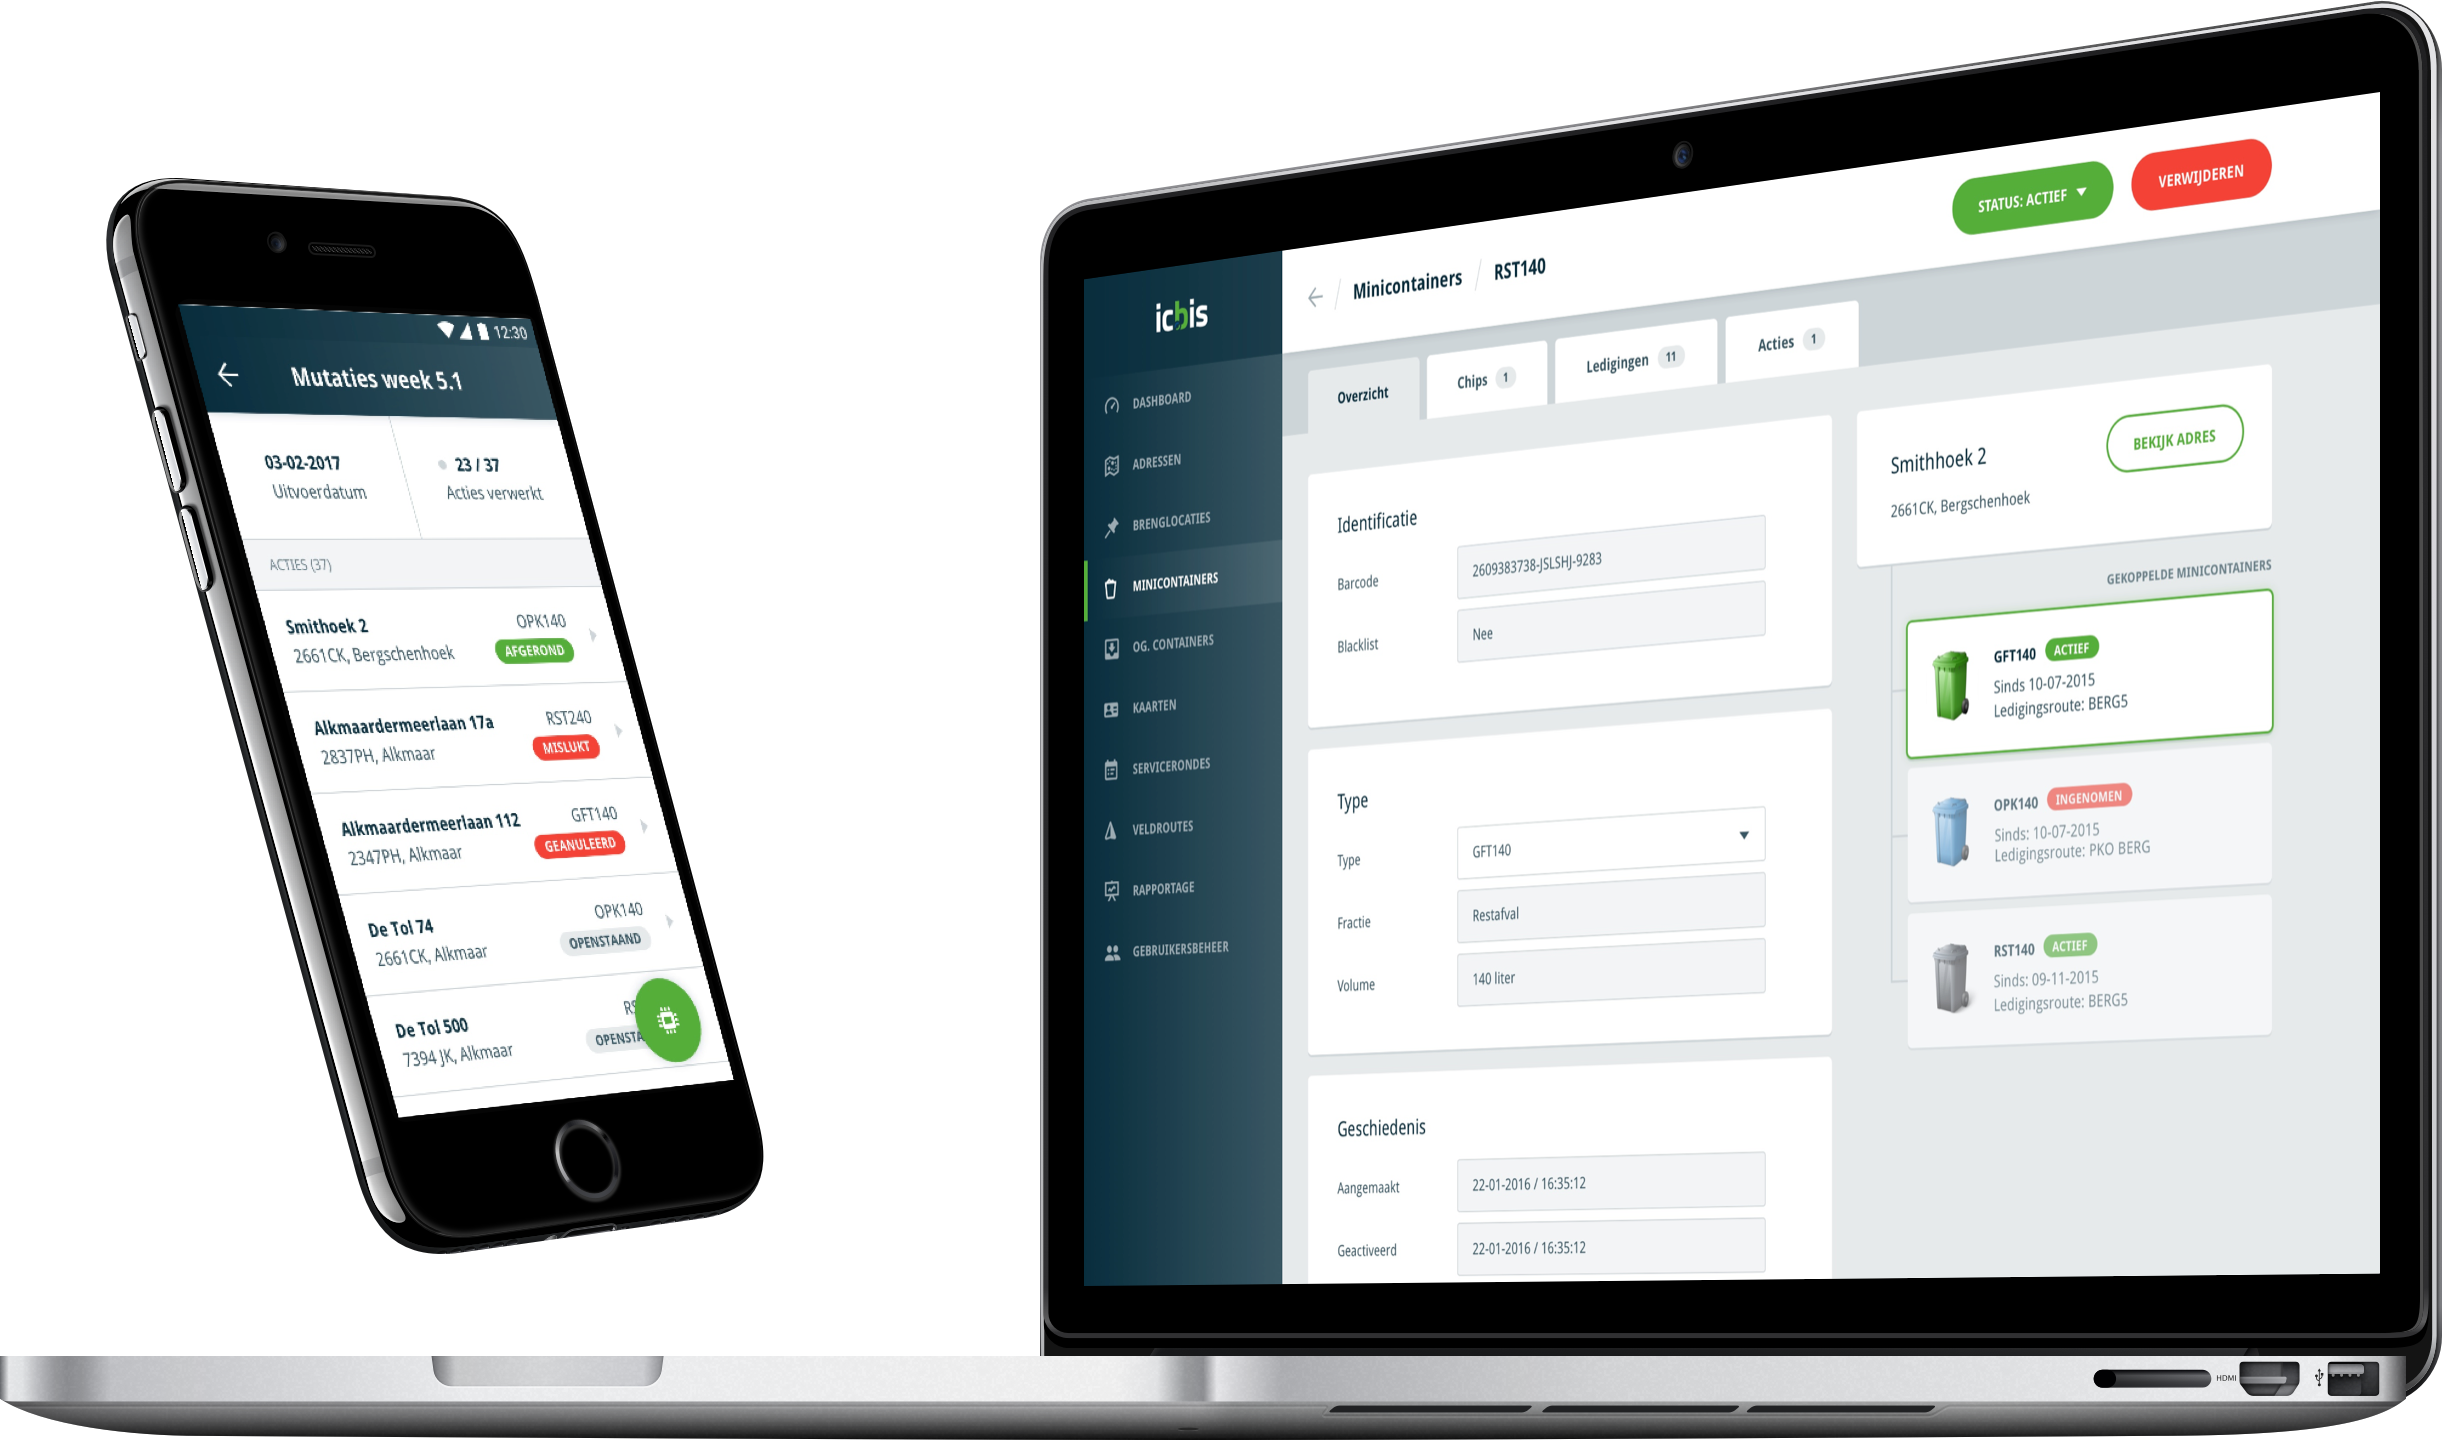 12:30
Mutaties week 5.1
03-02-2017
Uitvoerdatum
23 / 37
Acties verwerkt
ACTIES (37)
Smithoek 2
OPK140
2661CK, Bergschenhoek
AFGEROND
Alkmaardermeerlaan 17a
RST240
2837PH, Alkmaar
MISLUKT
Alkmaardermeerlaan 112
GFT140
2347PH, Alkmaar
GEANULEERD
De Tol 74
OPK140
2661CK, Alkmaar
OPENSTAAND
De Tol 500
RS
7394 JK, Alkmaar
OPENSTA
icbis
DASHBOARD
ADRESSEN
BRENGLOCATIES
MINICONTAINERS
OG. CONTAINERS
KAARTEN
SERVICERONDES
VELDROUTES
RAPPORTAGE
GEBRUIKERSBEHEER
Minicontainers / RST140
STATUS: ACTIEF
VERWIJDEREN
Overzicht
Chips 1
Ledigingen 11
Acties 1
Identificatie
Barcode
2609383738-JSLSHJ-9283
Blacklist
Nee
Type
Type
GFT140
Fractie
Restafval
Volume
140 liter
Geschiedenis
Aangemaakt
22-01-2016 / 16:35:12
Geactiveerd
22-01-2016 / 16:35:12
Smithhoek 2
BEKIJK ADRES
2661CK, Bergschenhoek
GEKOPPELDE MINICONTAINERS
GFT140 ACTIEF
Sinds 10-07-2015
Ledigingsroute: BERG5
OPK140 INGENOMEN
Sinds: 10-07-2015
Ledigingsroute: PKO BERG
RST140 ACTIEF
Sinds: 09-11-2015
Ledigingsroute: BERG5
HDMI